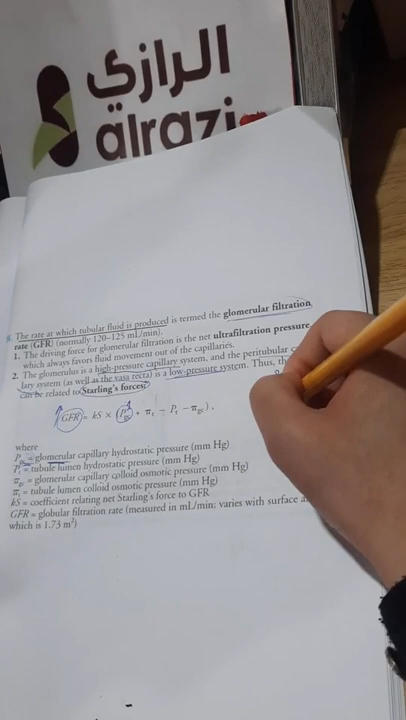 الرازي
alrazi
The rate at which tubular fluid is produced is termed the glomerular filtration
rate (GFR) (normally 120–125 mL/min).
1. The driving force for glomerular filtration is the net ultrafiltration pressure
which always favors fluid movement out of the capillaries.
2. The glomerulus is a high-pressure capillary system, and the peritubular
lary system (as well as the vasa recta) is a low-pressure system. Thus,
can be related to Starling's forces:
GFR = kS × (Pgc + πt − Pt − πgc),
where
Pgc = glomerular capillary hydrostatic pressure (mm Hg)
Pt = tubule lumen hydrostatic pressure (mm Hg)
πgc = glomerular capillary colloid osmotic pressure (mm Hg)
πt = tubule lumen colloid osmotic pressure (mm Hg)
kS = coefficient relating net Starling's force to GFR
GFR = globular filtration rate (measured in mL/min; varies with surface
which is 1.73 m²)